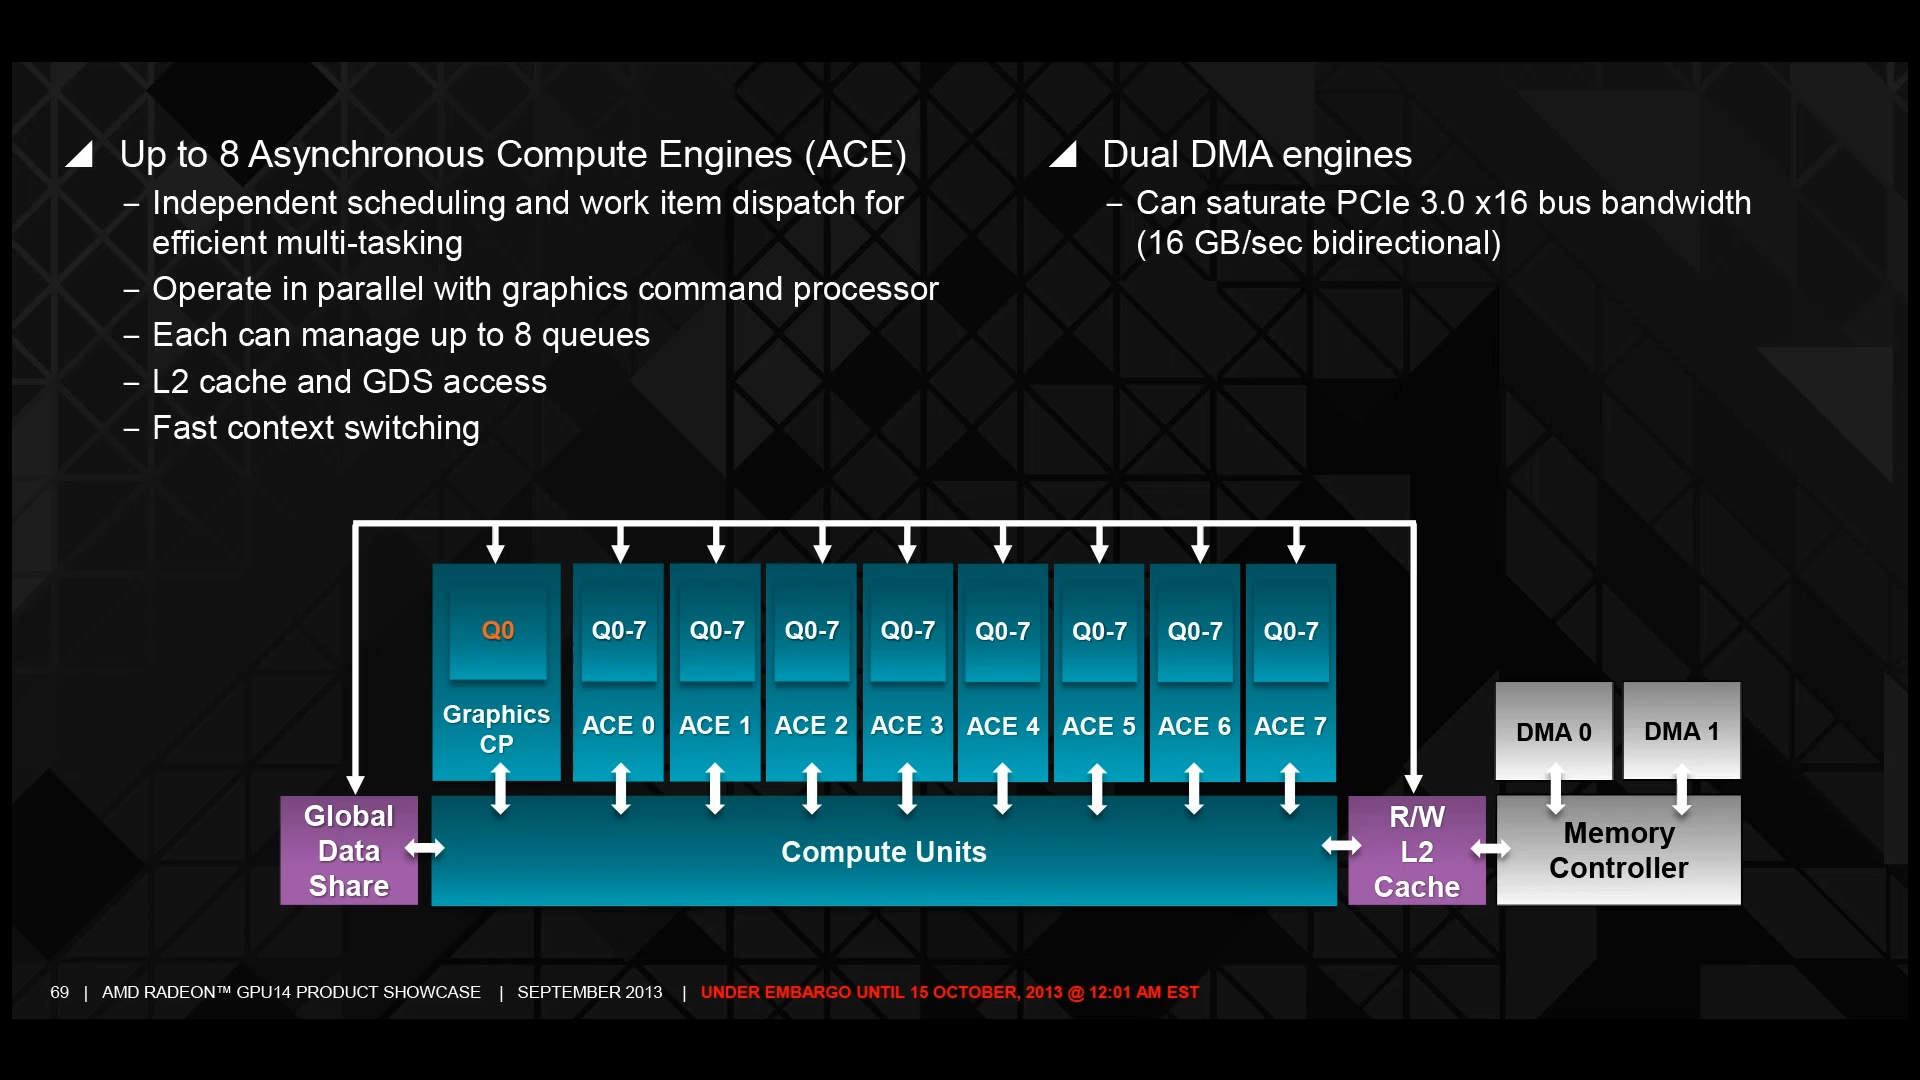 Up to 8 Asynchronous Compute Engines (ACE)
– Independent scheduling and work item dispatch for
efficient multi-tasking
– Operate in parallel with graphics command processor
– Each can manage up to 8 queues
– L2 cache and GDS access
– Fast context switching
Dual DMA engines
– Can saturate PCIe 3.0 x16 bus bandwidth
(16 GB/sec bidirectional)
Q0
Q0-7
Q0-7
Q0-7
Q0-7
Q0-7
Q0-7
Q0-7
Q0-7
Graphics
CP
ACE 0
ACE 1
ACE 2
ACE 3
ACE 4
ACE 5
ACE 6
ACE 7
DMA 0
DMA 1
Global
Data
Share
Compute Units
R/W
L2
Cache
Memory
Controller
69 | AMD RADEON™ GPU14 PRODUCT SHOWCASE | SEPTEMBER 2013 | UNDER EMBARGO UNTIL 15 OCTOBER, 2013 @ 12:01 AM EST